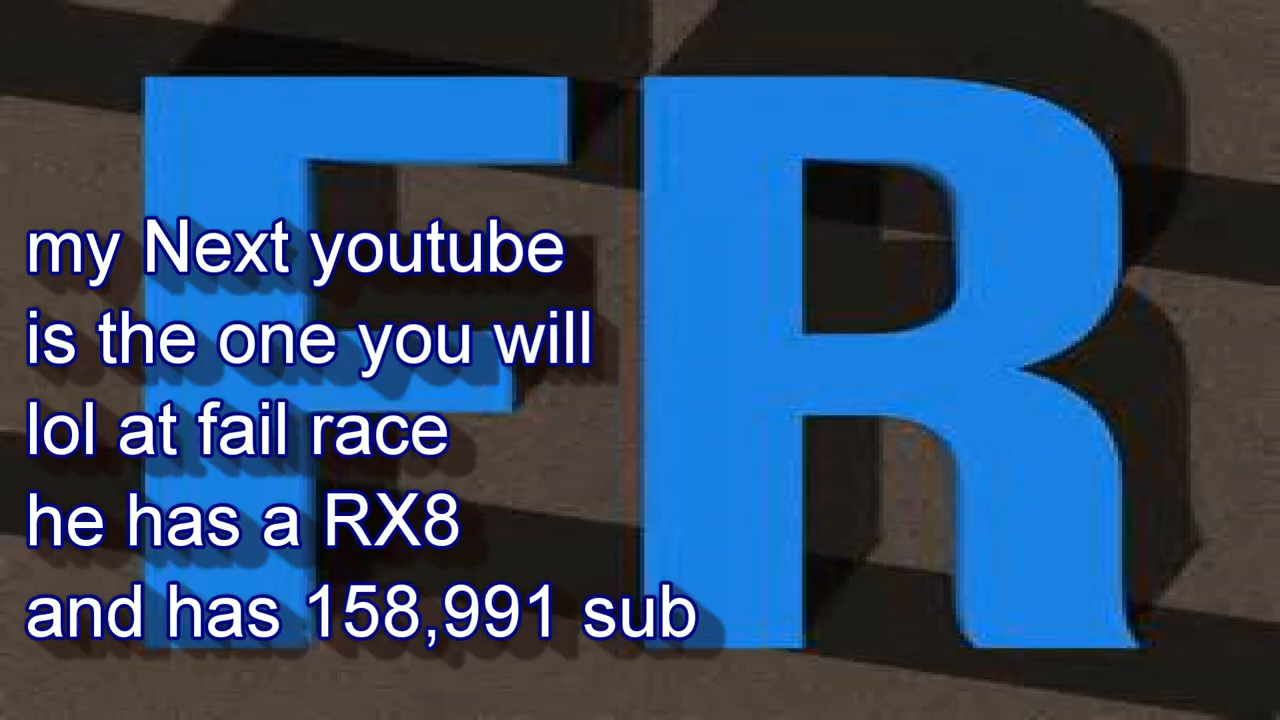 FR
my Next youtube
is the one you will
lol at fail race
he has a RX8
and has 158,991 sub